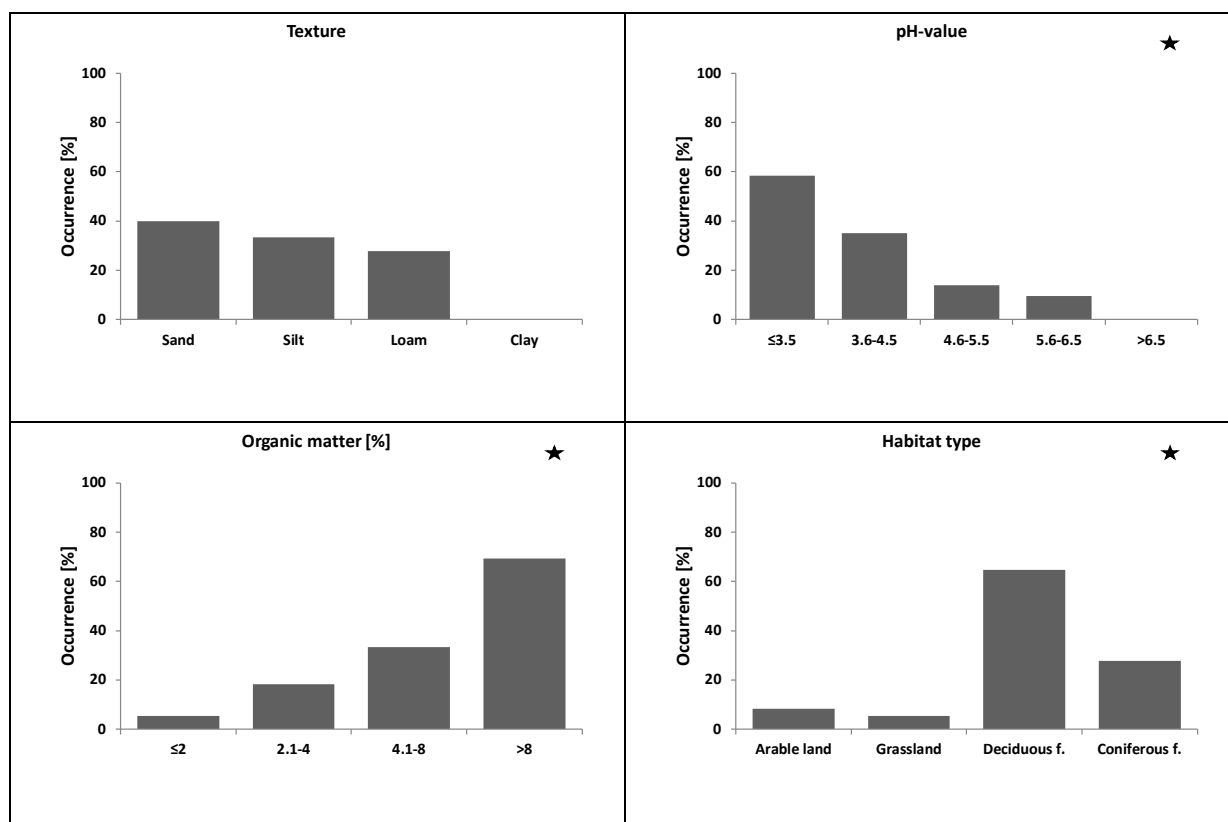 Texture
Occurrence [%]
100
80
60
40
20
0
Sand Silt Loam Clay
pH-value
Occurrence [%]
100
80
60
40
20
0
≤3.5 3.6-4.5 4.6-5.5 5.6-6.5 >6.5
Organic matter [%]
Occurrence [%]
100
80
60
40
20
0
≤2 2.1-4 4.1-8 >8
Habitat type
Occurrence [%]
100
80
60
40
20
0
Arable land Grassland Deciduous f. Coniferous f.